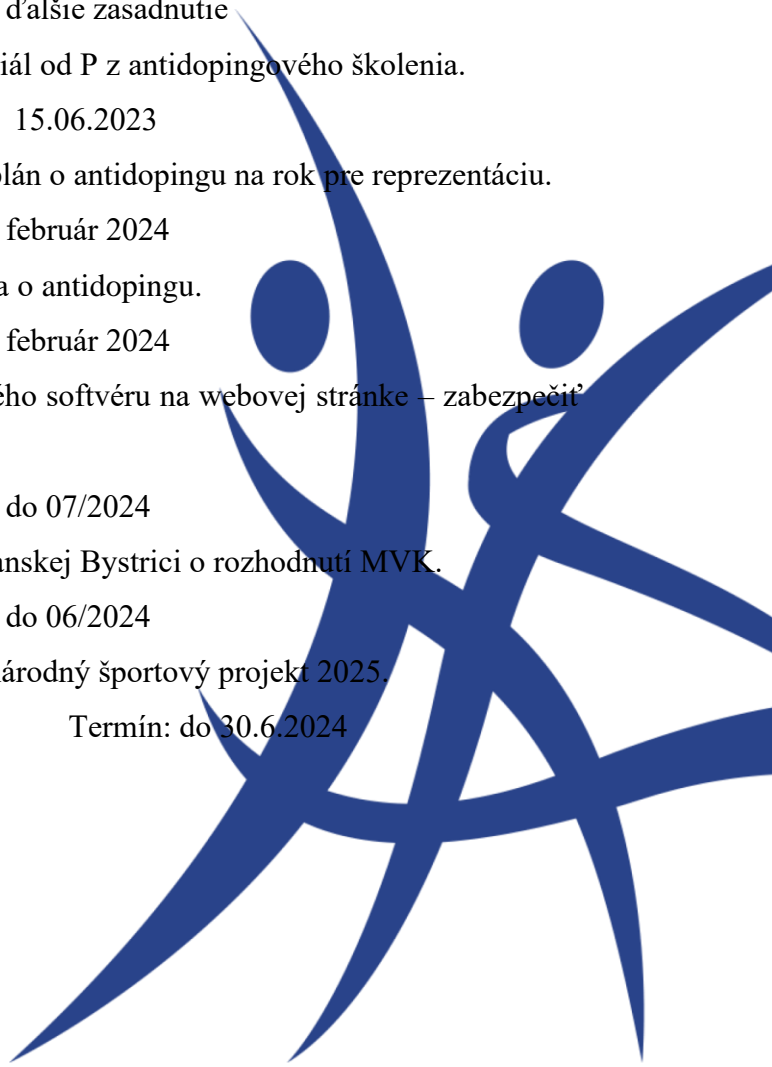 ďalšie zasadnutie
iál od P z antidopingového školenia.
15.06.2023
lán o antidopingu na rok pre reprezentáciu.
február 2024
a o antidopingu.
február 2024
ého softvéru na webovej stránke – zabezpečiť
do 07/2024
anskej Bystrici o rozhodnutí MVK.
do 06/2024
národný športový projekt 2025.
Termín: do 30.6.2024